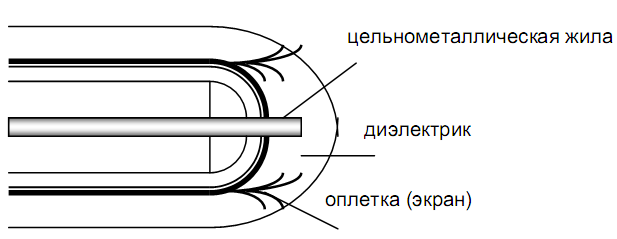 цельнометаллическая жила
диэлектрик
оплетка (экран)